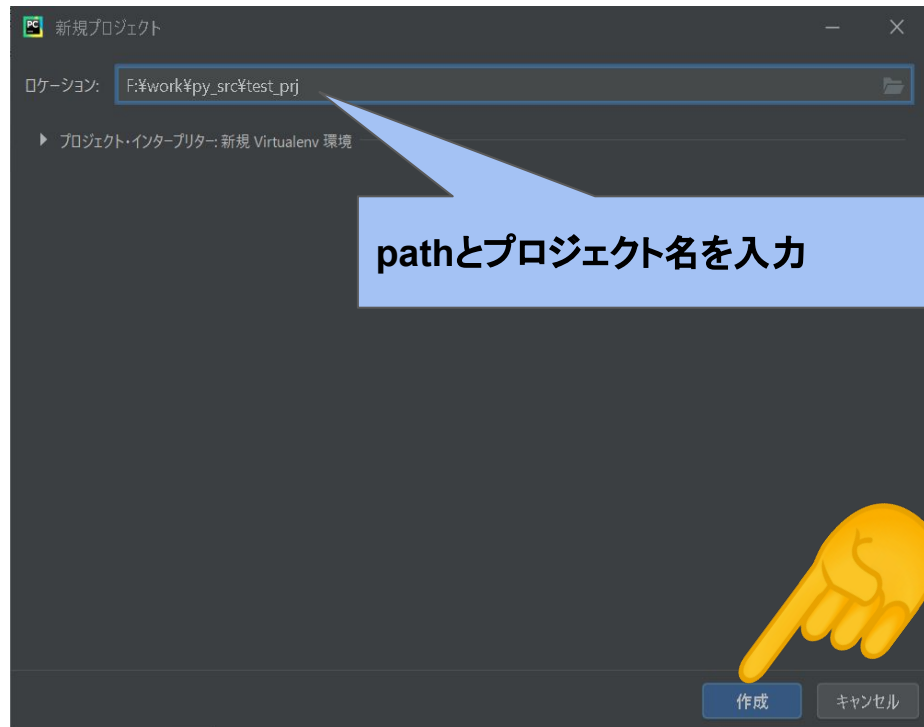 PC
新規プロジェクト
ロケーション: F:¥work¥py_src¥test_prj
プロジェクト・インタープリター: 新規 Virtualenv 環境
pathとプロジェクト名を入力
作成 キャンセル